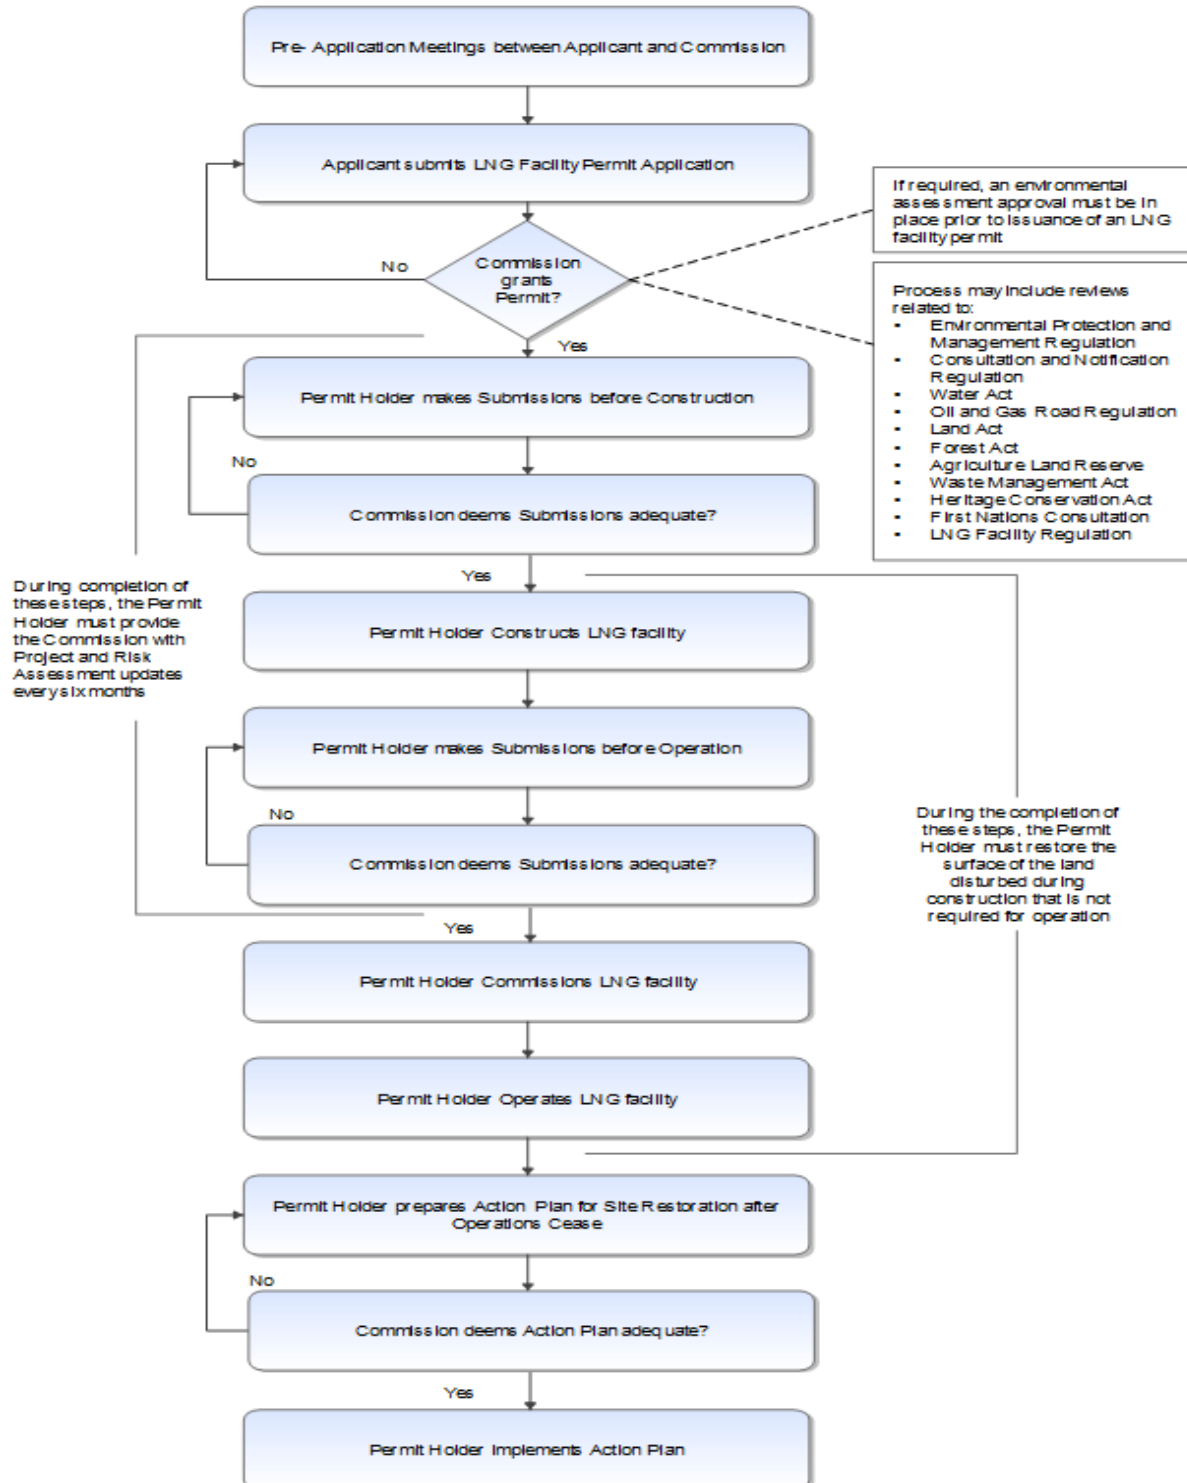 Pre- Application Meetings between Applicant and Commission
Applicant submits LNG Facility Permit Application
If required, an environmental
assessment approval must be in
place prior to issuance of an LNG
facility permit
No
Commission
grants
Permit?
Yes
Process may include reviews
related to:
• Environmental Protection and
Management Regulation
• Consultation and Notification
Regulation
• Water Act
• Oil and Gas Road Regulation
• Land Act
• Forest Act
• Agriculture Land Reserve
• Waste Management Act
• Heritage Conservation Act
• First Nations Consultation
• LNG Facility Regulation
Permit Holder makes Submissions before Construction
No
Commission deems Submissions adequate?
Yes
During completion of
these steps, the Permit
Holder must provide
the Commission with
Project and Risk
Assessment updates
every six months
Permit Holder Constructs LNG facility
Permit Holder makes Submissions before Operation
No
Commission deems Submissions adequate?
Yes
During the completion of
these steps, the Permit
Holder must restore the
surface of the land
disturbed during
construction that is not
required for operation
Permit Holder Commissions LNG facility
Permit Holder Operates LNG facility
Permit Holder prepares Action Plan for Site Restoration after
Operations Cease
No
Commission deems Action Plan adequate?
Yes
Permit Holder Implements Action Plan